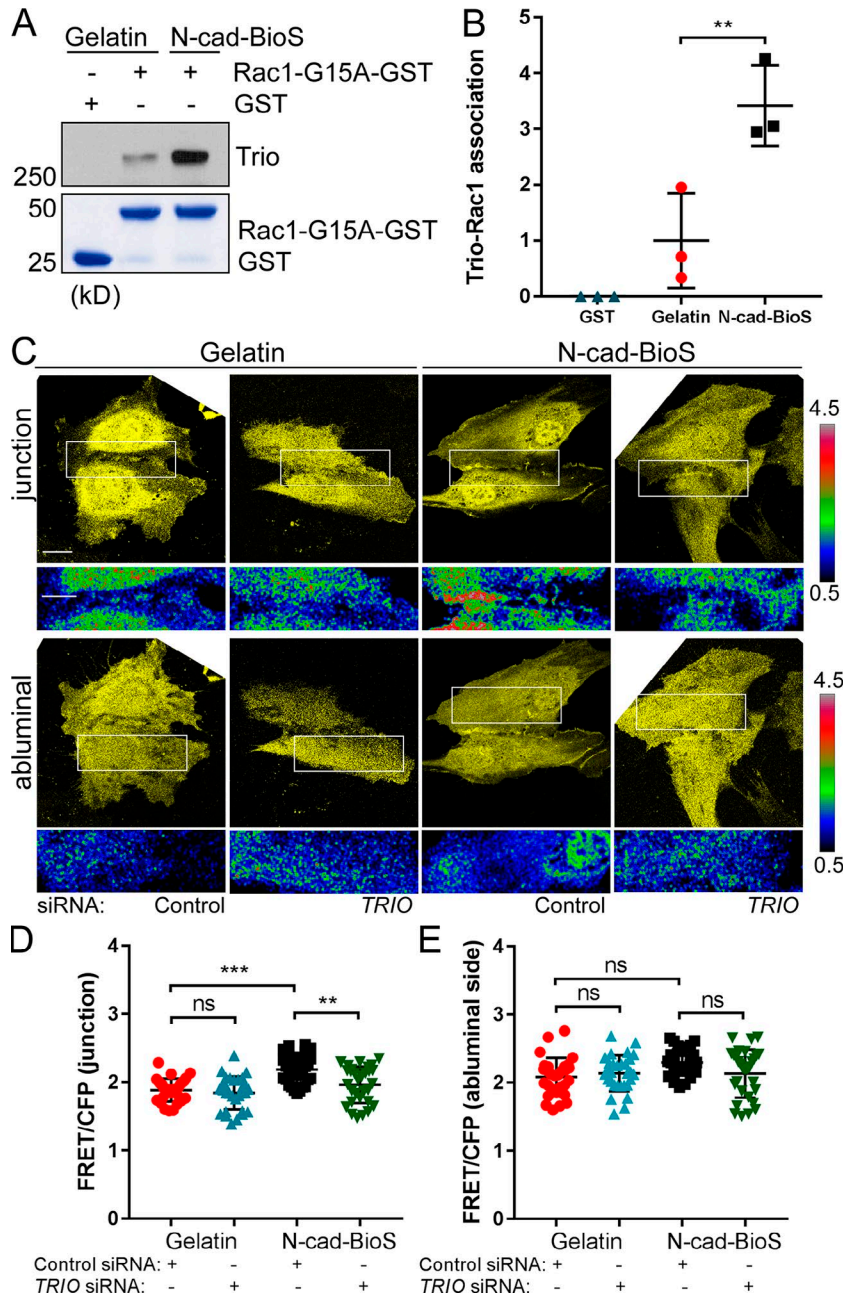 A
Gelatin N-cad-BioS
- + + Rac1-G15A-GST
+ - - GST
Trio
250
50
Rac1-G15A-GST
25 GST
(kD)
B
**
Trio-Rac1 association
5
4
3
2
1
0
GST Gelatin N-cad-BioS
C
Gelatin N-cad-BioS
junction
4.5
0.5
abluminal
4.5
0.5
siRNA: Control TRIO Control TRIO
D
FRET/CFP (junction)
4
3
2
1
0
***
ns **
Gelatin N-cad-BioS
Control siRNA: + - + -
TRIO siRNA: - + - +
E
FRET/CFP (abluminal side)
4
3
2
1
0
ns
ns ns
Gelatin N-cad-BioS
Control siRNA: + - + -
TRIO siRNA: - + - +